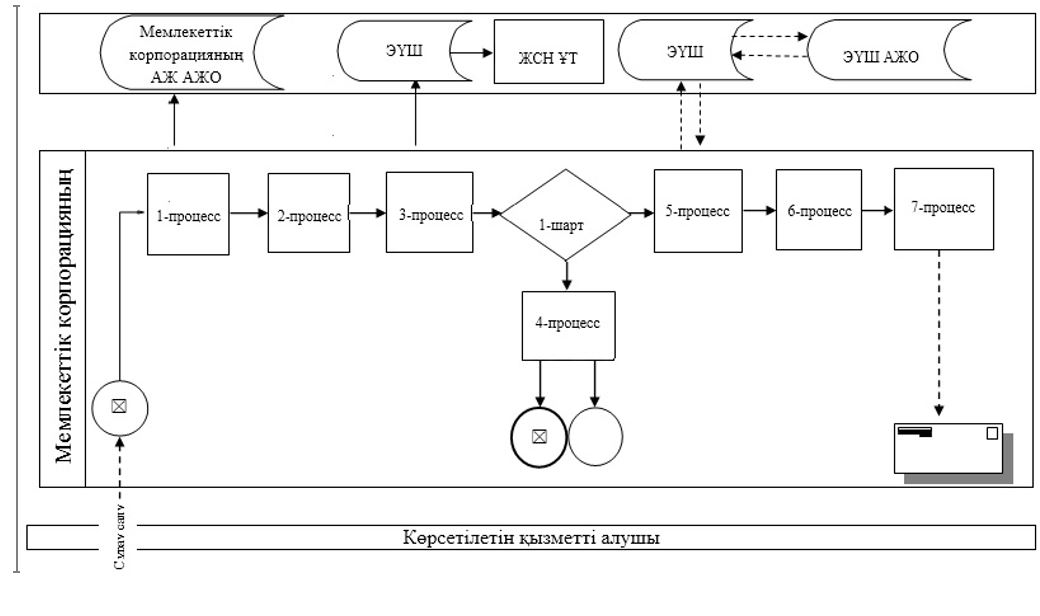 Мемлекеттік
корпорацияның
АЖ АЖО
ЭҮШ
ЖСН ҰТ
ЭҮШ
ЭҮШ АЖО
Мемлекеттік корпорацияның
1-процесс
2-процесс
3-процесс
1-шарт
5-процесс
6-процесс
7-процесс
4-процесс
Көрсетілетін қызметті алушы